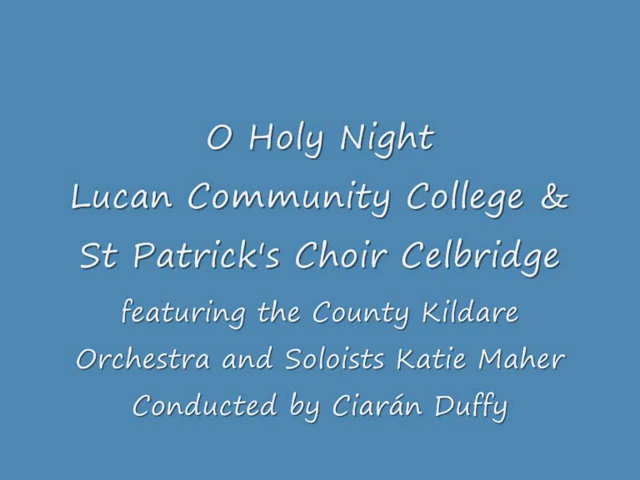 O Holy Night
Lucan Community College &
St Patrick's Choir Celbridge
featuring the County Kildare
Orchestra and Soloists Katie Maher
Conducted by Ciarán Duffy